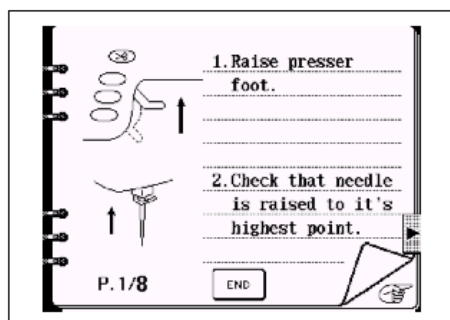 1.Raise presser
foot.
2.Check that needle
is raised to it's
highest point.
P.1/8
END